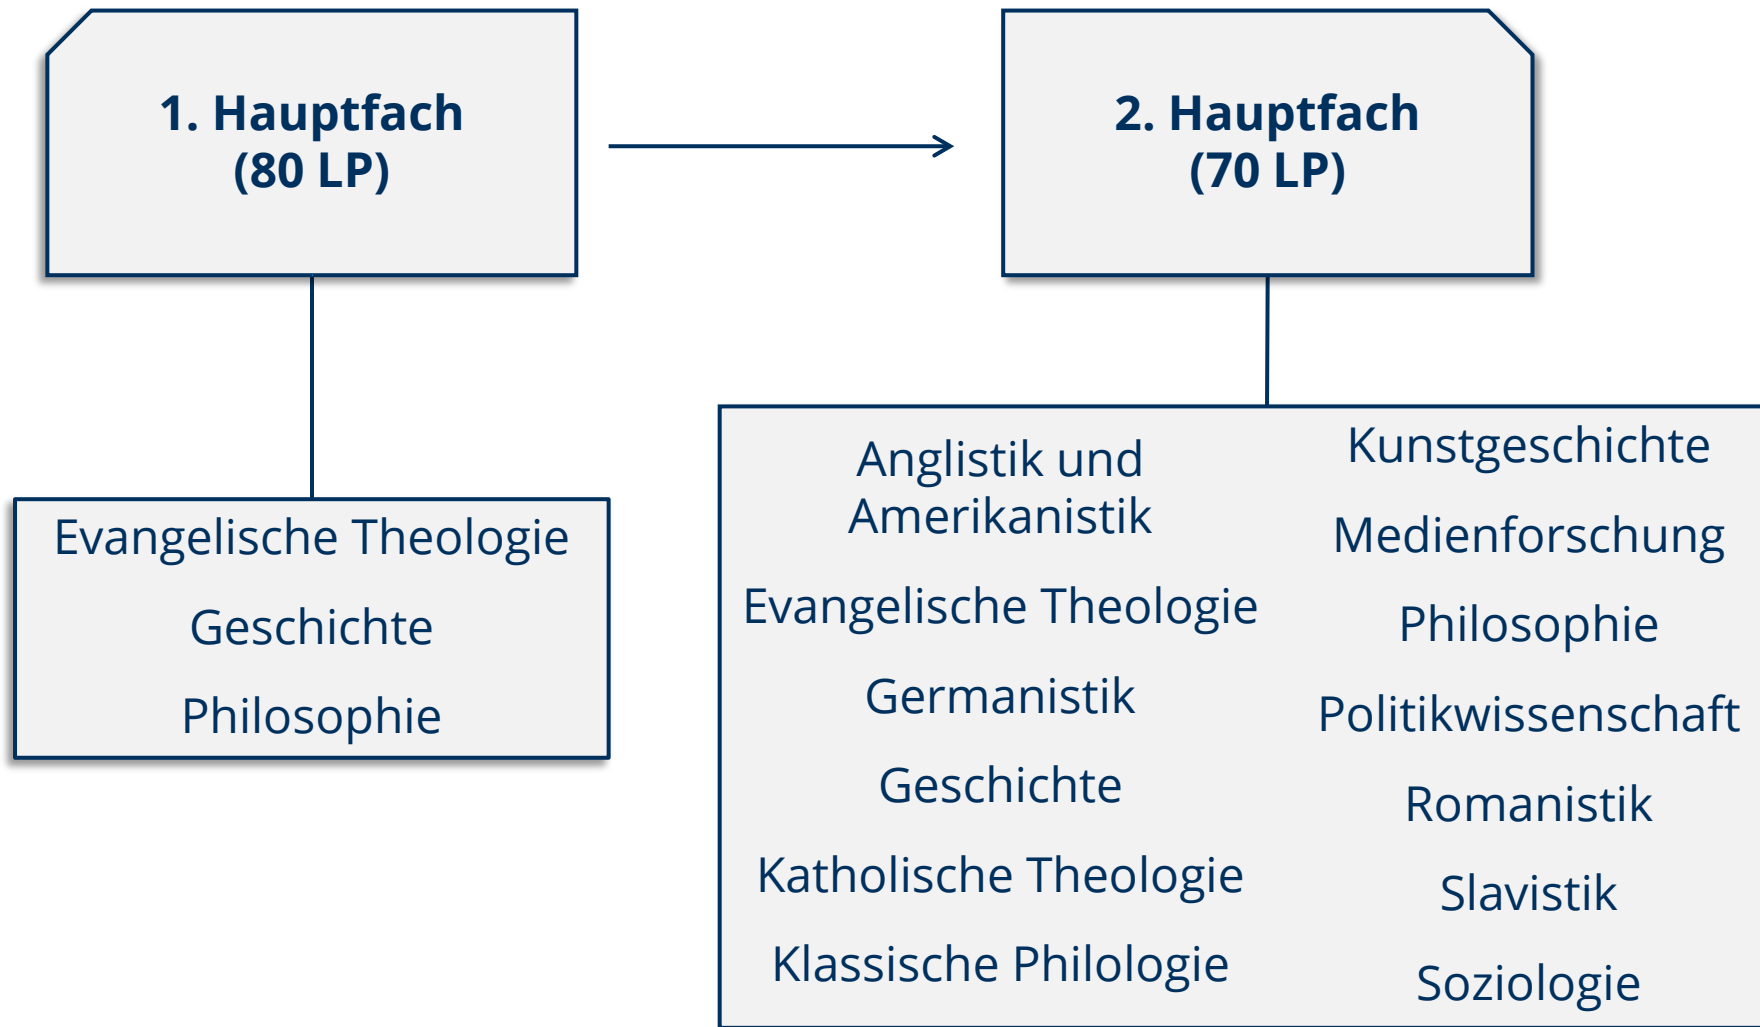 1. Hauptfach
(80 LP)
2. Hauptfach
(70 LP)
Evangelische Theologie
Geschichte
Philosophie
Anglistik und
Amerikanistik
Evangelische Theologie
Germanistik
Geschichte
Katholische Theologie
Klassische Philologie
Kunstgeschichte
Medienforschung
Philosophie
Politikwissenschaft
Romanistik
Slavistik
Soziologie